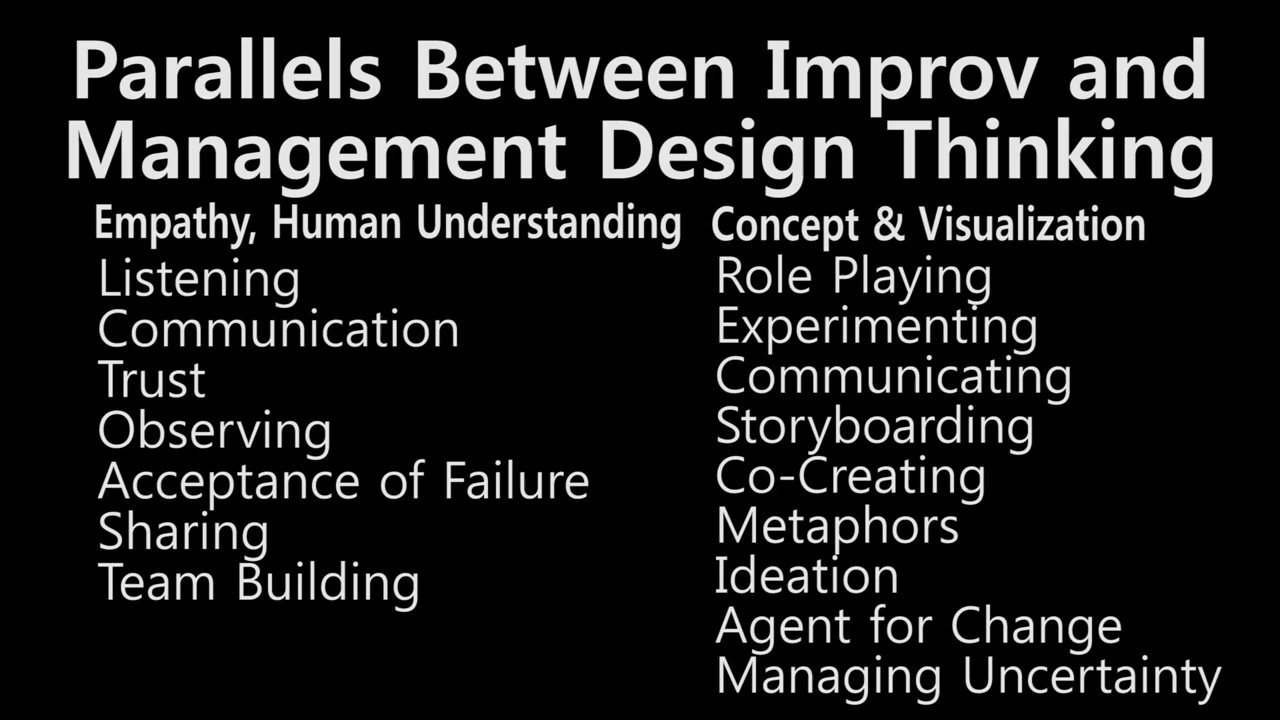 Parallels Between Improv and
Management Design Thinking
Empathy, Human Understanding
Listening
Communication
Trust
Observing
Acceptance of Failure
Sharing
Team Building
Concept & Visualization
Role Playing
Experimenting
Communicating
Storyboarding
Co-Creating
Metaphors
Ideation
Agent for Change
Managing Uncertainty